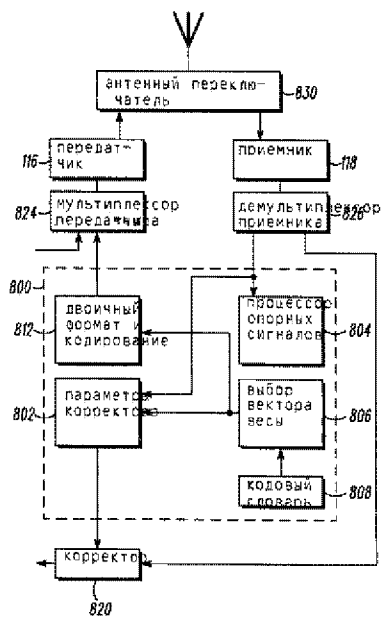 антенный переклю-
чатель
830
116
передат-
чик
приемник
118
824
мультиплексор
передатчика
демультиплексор
приемника
826
800
812
двоичный
формат и
кодирование
процессор
опорных
сигналов
804
802
параметры
корректора
выбор
вектора
весы
806
кодовый
словарь
808
корректор
820